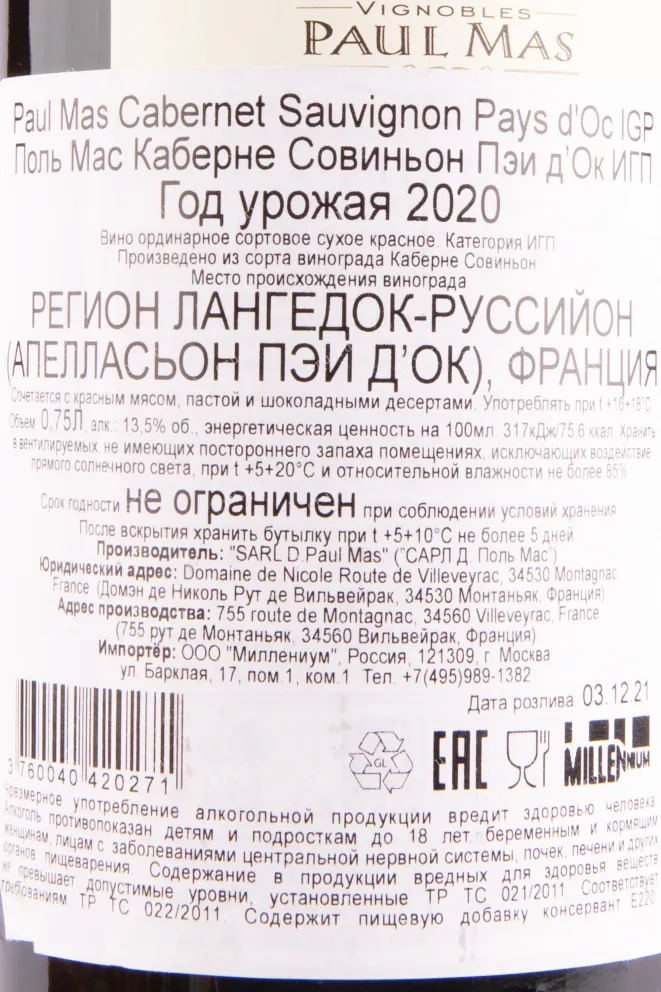 VIGNOBLES
PAUL MAS
Paul Mas Cabernet Sauvignon Pays d'Oc IGP
Поль Мас Каберне Совиньон Пэи д'Ок ИГП
Год урожая 2020
Вино ординарное сортовое сухое красное. Категория ИГП
Произведено из сорта винограда Каберне Совиньон
Место происхождения винограда
РЕГИОН ЛАНГЕДОК-РУССИЙОН
(АПЕЛЛАСЬОН ПЭИ Д'ОК), ФРАНЦИЯ
Сочетается с красным мясом, пастой и шоколадными десертами. Употреблять при t +16+18°C
Объем 0,75Л, алк.: 13,5% об., энергетическая ценность на 100мл: 317кДж/75,6 ккал. Хранить
в вентилируемых, не имеющих постороннего запаха помещениях, исключающих воздействие
прямого солнечного света, при t +5+20°C и относительной влажности не более 85%
Срок годности не ограничен при соблюдении условий хранения
После вскрытия хранить бутылку при t +5+10°C не более 5 дней
Производитель: "SARL D.Paul Mas" ("САРЛ Д. Поль Мас")
Юридический адрес: Domaine de Nicole Route de Villeveyrac, 34530 Montagnac,
France (Домэн де Николь Рут де Вильвейрак, 34530 Монтаньяк, Франция)
Адрес производства: 755 route de Montagnac, 34560 Villeveyrac, France
(755 рут де Монтаньяк, 34560 Вильвейрак, Франция)
Импортёр: ООО "Миллениум", Россия, 121309, г. Москва
ул. Барклая, 17, пом.1, ком.1 Тел. +7(495)989-1382
Дата розлива 03.12.21
3 760040 420271
GL
EAC
MILLENNIUM
Чрезмерное употребление алкогольной продукции вредит здоровью человека
Алкоголь противопоказан детям и подросткам до 18 лет, беременным и кормящим
женщинам, лицам с заболеваниями центральной нервной системы, почек, печени и других
органов пищеварения. Содержание в продукции вредных для здоровья веществ
не превышает допустимые уровни, установленные ТР ТС 021/2011. Соответствует
требованиям ТР ТС 022/2011. Содержит пищевую добавку консервант Е220